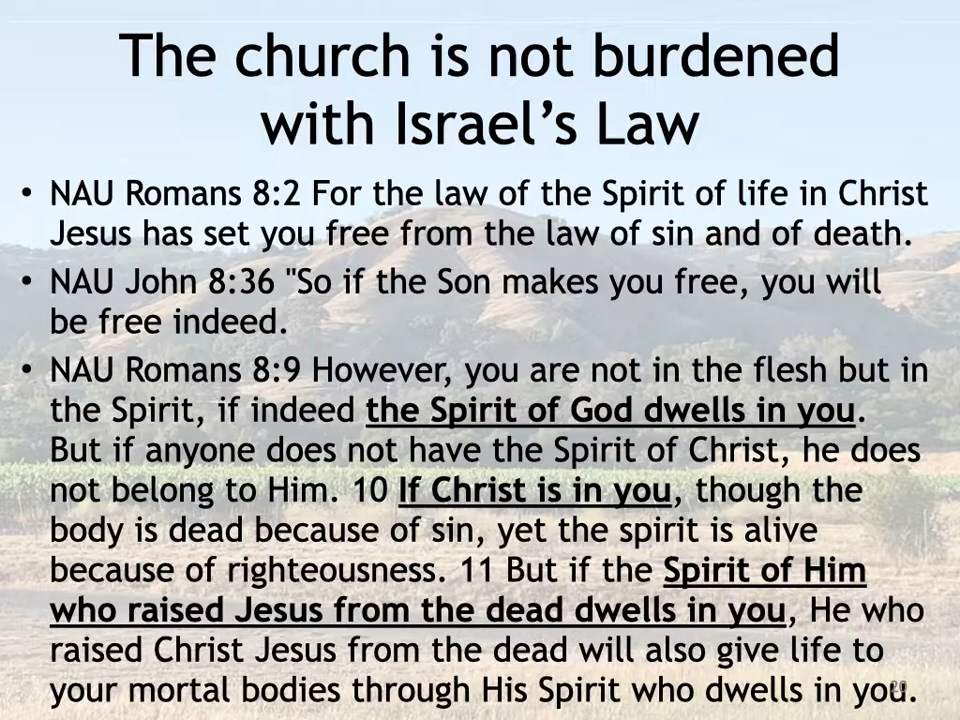 The church is not burdened
with Israel’s Law
• NAU Romans 8:2 For the law of the Spirit of life in Christ
Jesus has set you free from the law of sin and of death.
• NAU John 8:36 "So if the Son makes you free, you will
be free indeed.
• NAU Romans 8:9 However, you are not in the flesh but in
the Spirit, if indeed the Spirit of God dwells in you.
But if anyone does not have the Spirit of Christ, he does
not belong to Him. 10 If Christ is in you, though the
body is dead because of sin, yet the spirit is alive
because of righteousness. 11 But if the Spirit of Him
who raised Jesus from the dead dwells in you, He who
raised Christ Jesus from the dead will also give life to
your mortal bodies through His Spirit who dwells in you.
20